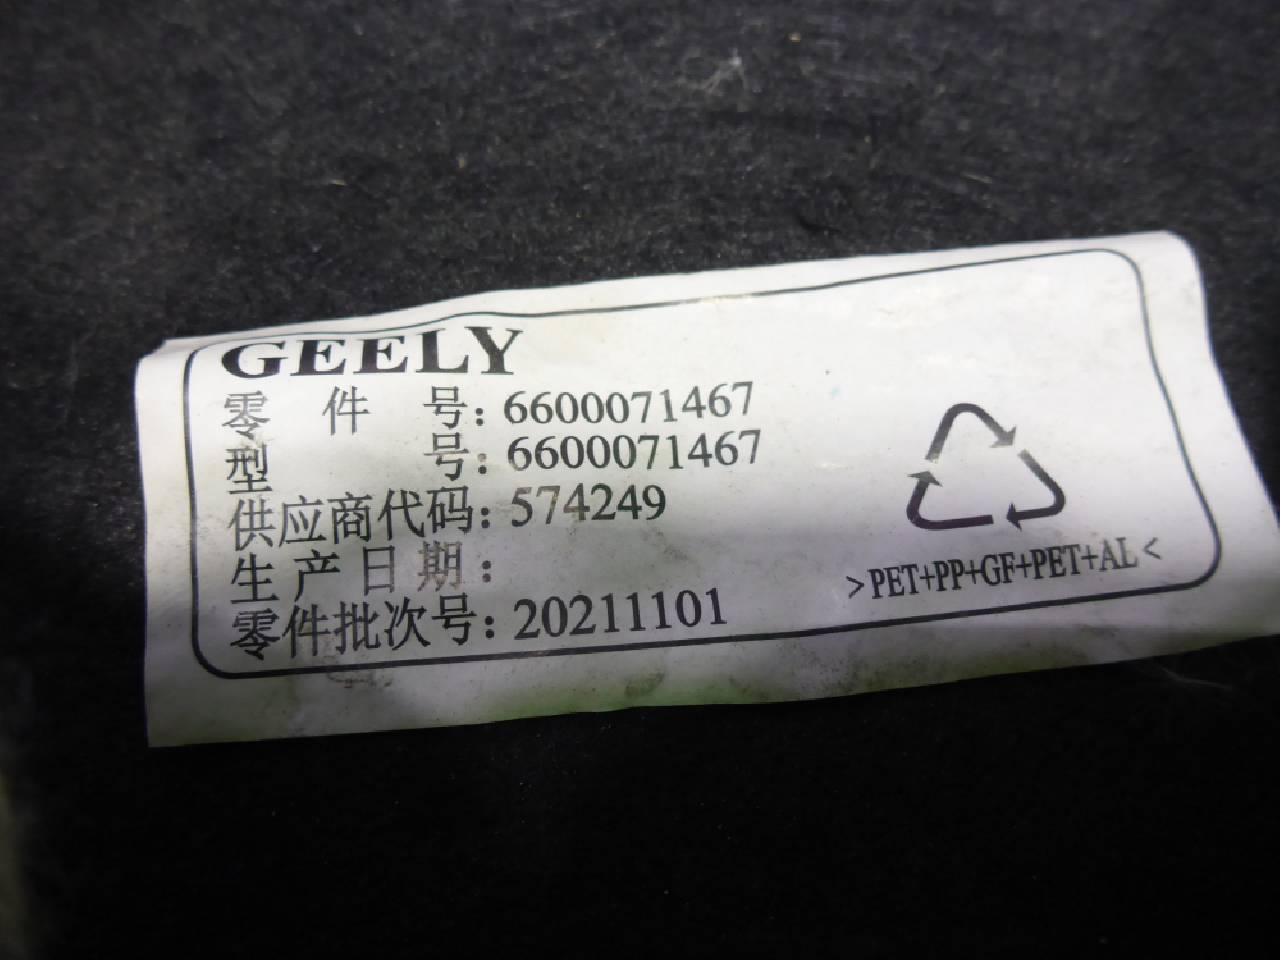 GEELY
零件号：6600071467
型号：6600071467
供应商代码：574249
生产日期：
零件批次号：20211101
>PET+PP+GF+PET+AL<